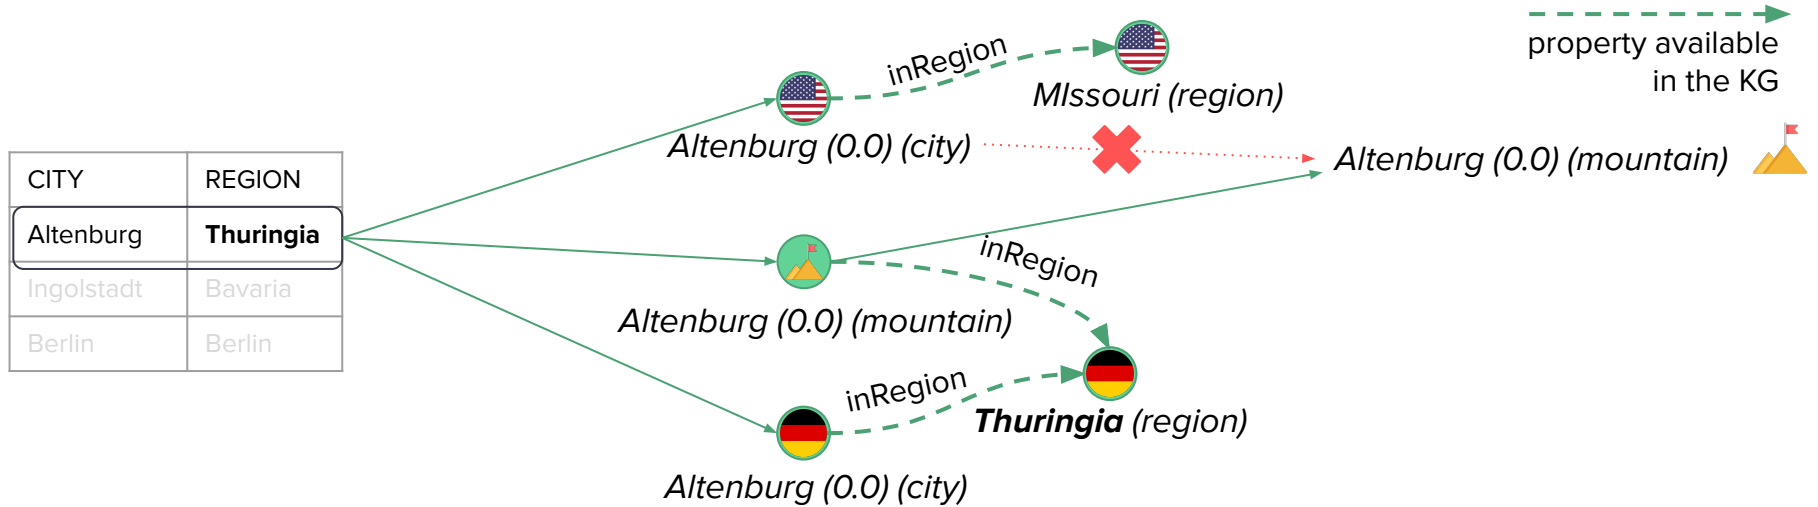 inRegion
MIssouri (region)
property available
in the KG
Altenburg (0.0) (city)
Altenburg (0.0) (mountain)
CITY REGION
Altenburg Thuringia
Ingolstadt Bavaria
Berlin Berlin
inRegion
Altenburg (0.0) (mountain)
inRegion
Thuringia (region)
Altenburg (0.0) (city)